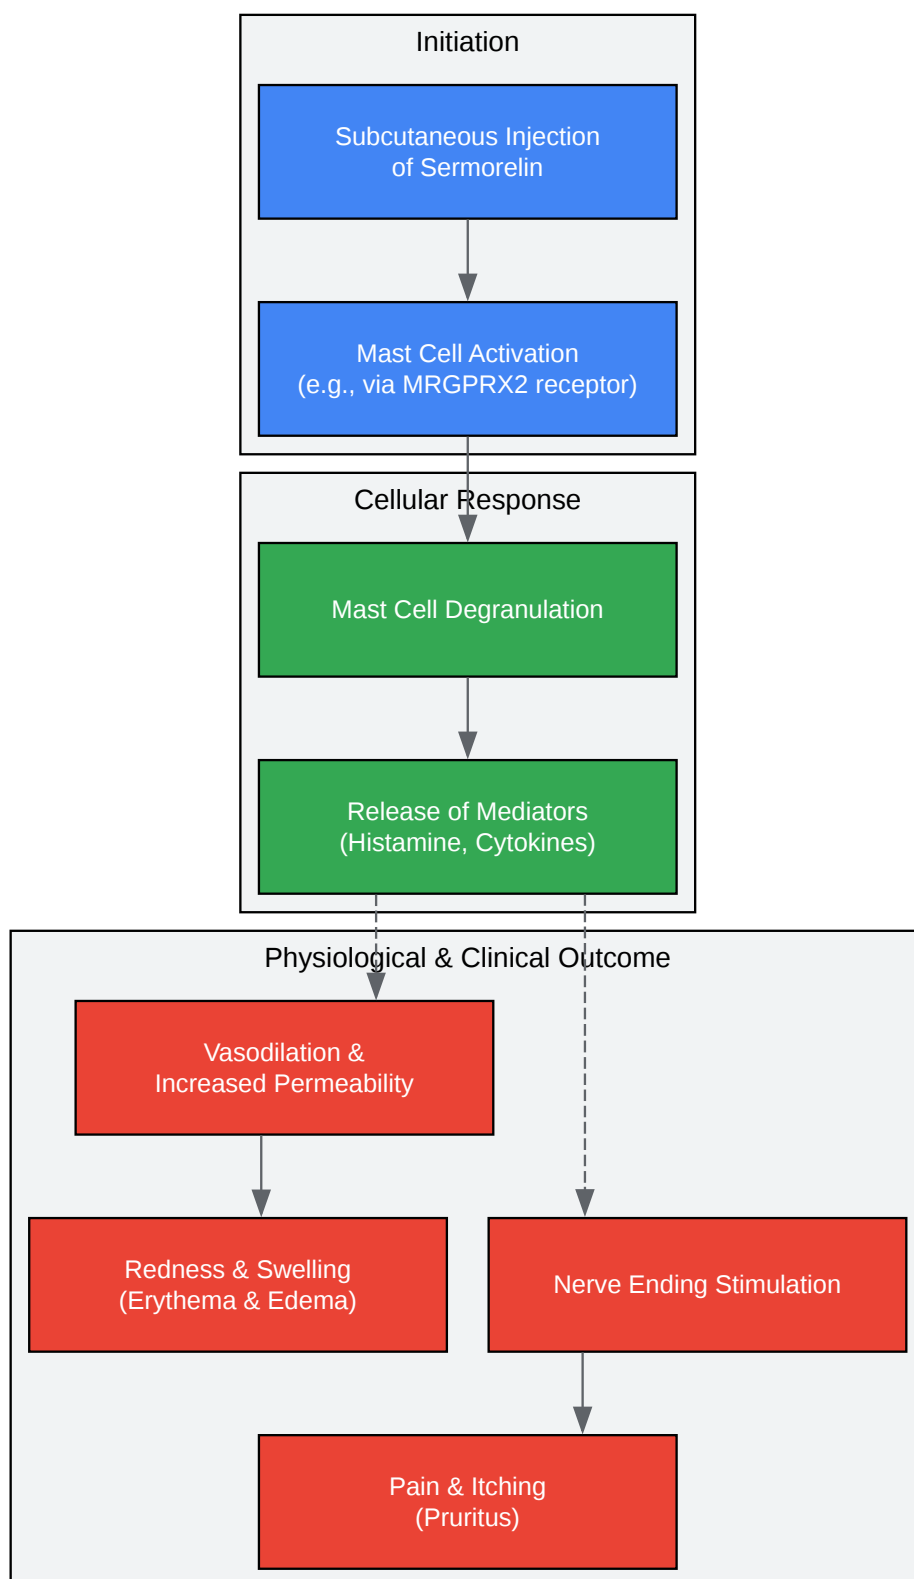 Initiation
Subcutaneous Injection
of Sermorelin
Mast Cell Activation
(e.g., via MRGPRX2 receptor)
Cellular Response
Mast Cell Degranulation
Release of Mediators
(Histamine, Cytokines)
Physiological & Clinical Outcome
Vasodilation &
Increased Permeability
Redness & Swelling
(Erythema & Edema)
Nerve Ending Stimulation
Pain & Itching
(Pruritus)